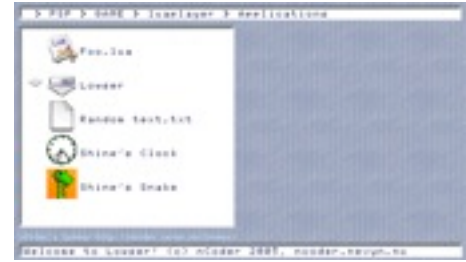 > PSP > GAME > luaplayer > Applications
Foo.lua
Lowser
Random text.txt
Shine's Clock
Shine's Snake
Welcome to Lowser! (c) nCoder 2005,